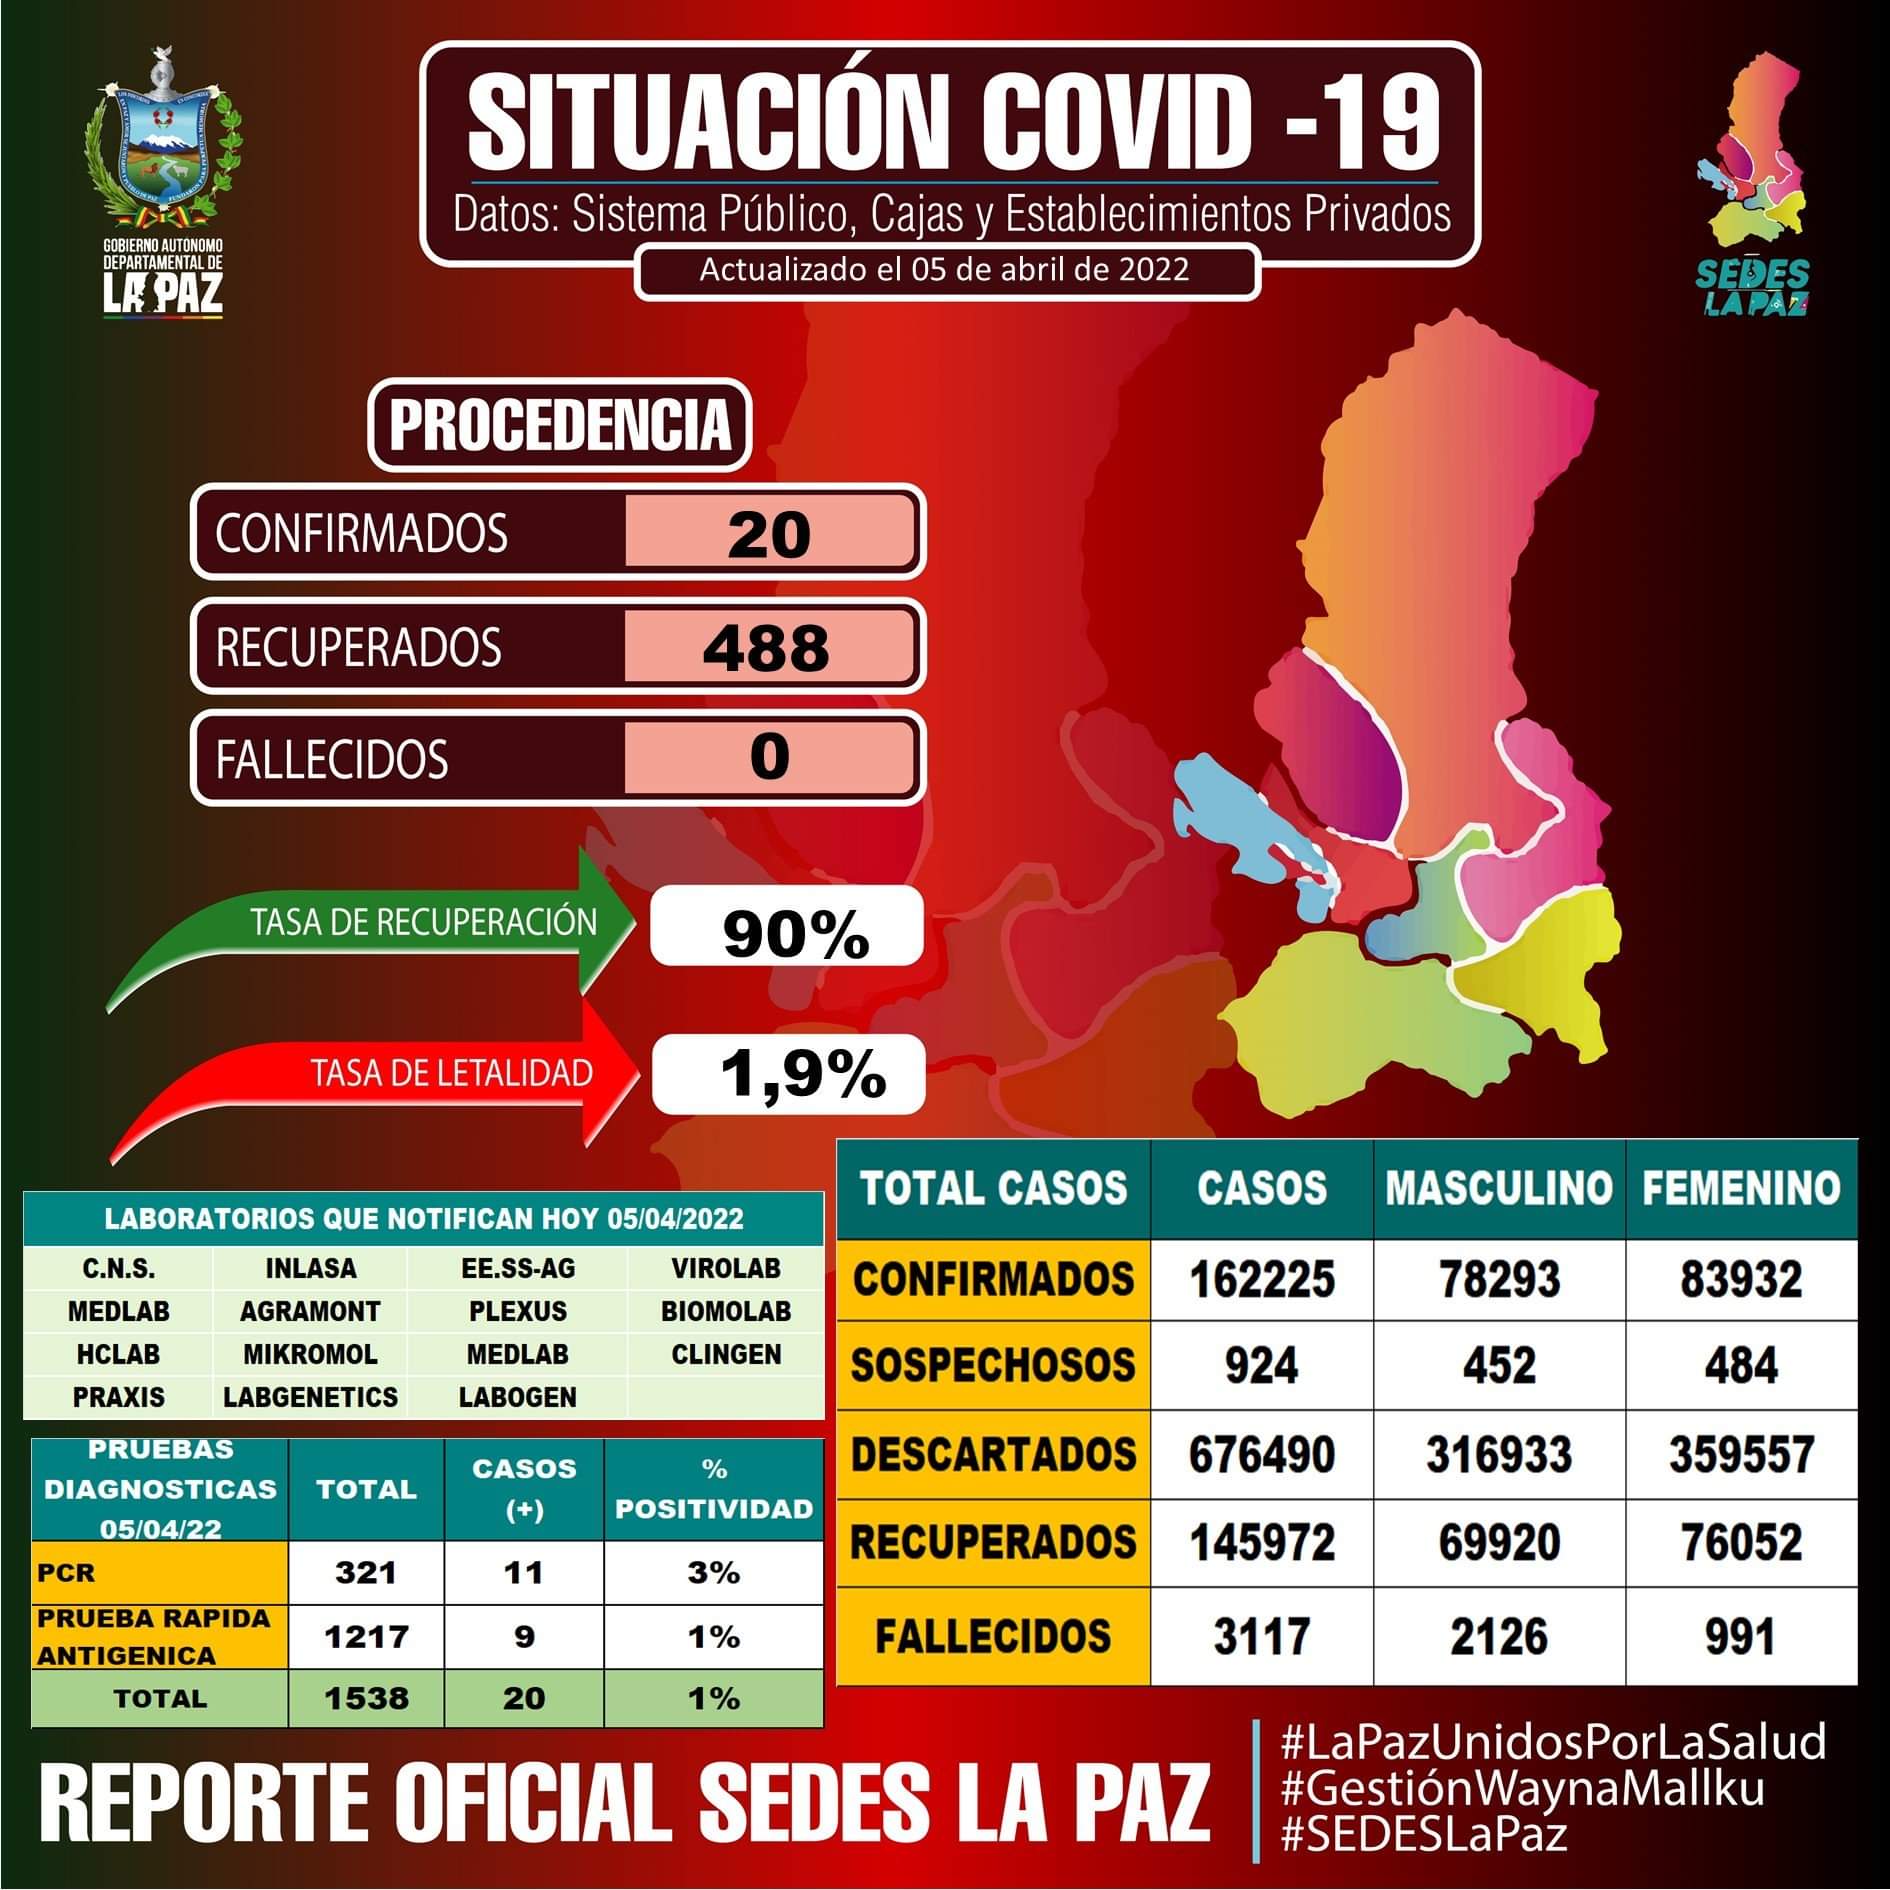 SITUACIÓN COVID -19
Datos: Sistema Público, Cajas y Establecimientos Privados
Actualizado el 05 de abril de 2022
GOBIERNO AUTÓNOMO
DEPARTAMENTAL DE
LA PAZ
SEDES
LA PAZ
PROCEDENCIA
CONFIRMADOS 20
RECUPERADOS 488
FALLECIDOS 0
TASA DE RECUPERACIÓN 90%
TASA DE LETALIDAD 1,9%
LABORATORIOS QUE NOTIFICAN HOY 05/04/2022
C.N.S. INLASA EE.SS-AG VIROLAB
MEDLAB AGRAMONT PLEXUS BIOMOLAB
HCLAB MIKROMOL MEDLAB CLINGEN
PRAXIS LABGENETICS LABOGEN
PRUEBAS
DIAGNOSTICAS
05/04/22
TOTAL
CASOS
(+)
%
POSITIVIDAD
PCR 321 11 3%
PRUEBA RAPIDA
ANTIGENICA
1217 9 1%
TOTAL 1538 20 1%
TOTAL CASOS CASOS MASCULINO FEMENINO
CONFIRMADOS 162225 78293 83932
SOSPECHOSOS 924 452 484
DESCARTADOS 676490 316933 359557
RECUPERADOS 145972 69920 76052
FALLECIDOS 3117 2126 991
REPORTE OFICIAL SEDES LA PAZ
#LaPazUnidosPorLaSalud
#GestiónWaynaMallku
#SEDESLaPaz